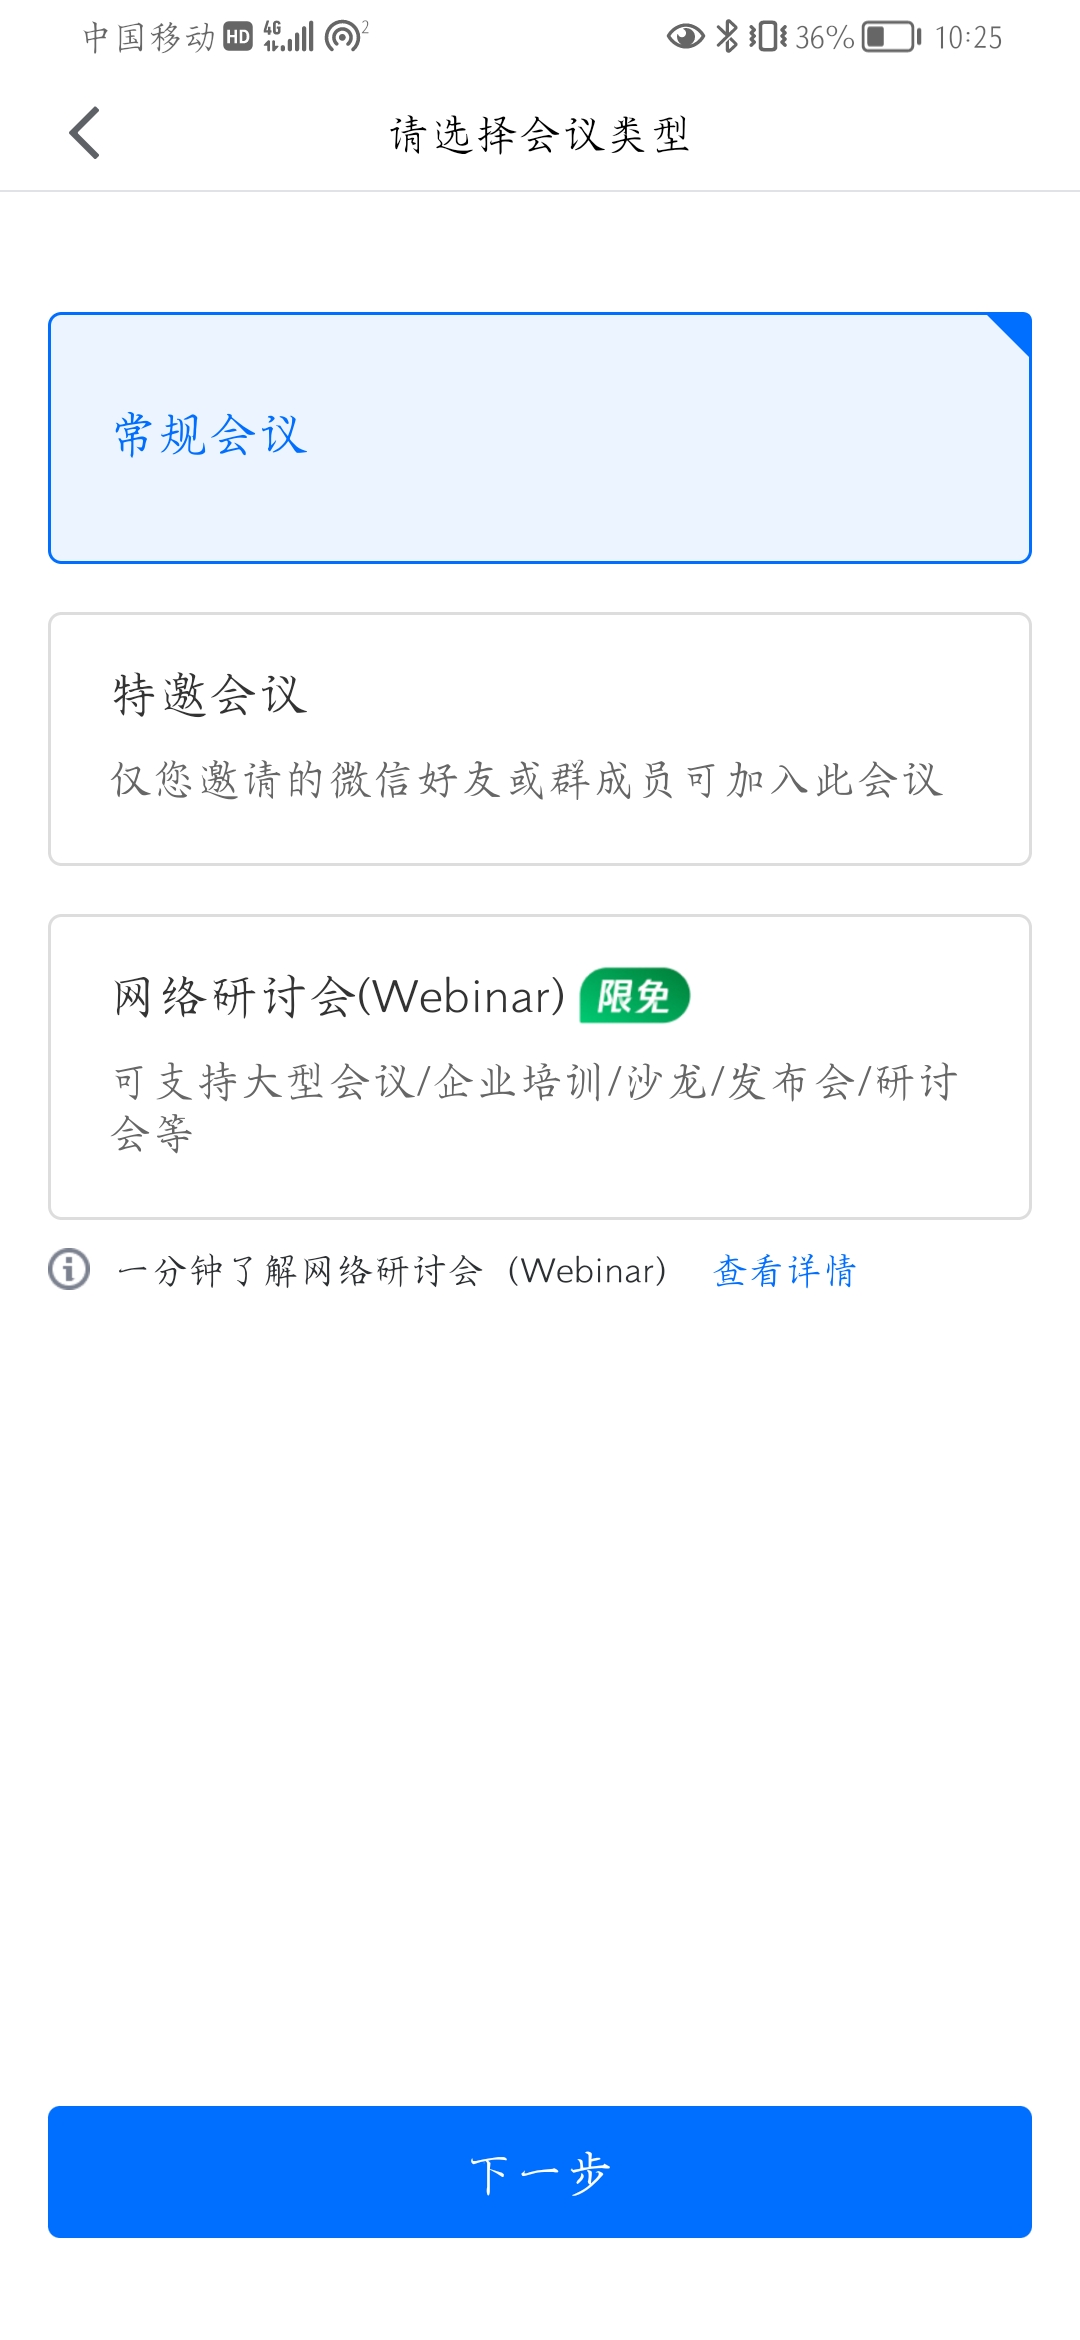 中国移动 HD 4G 2 36% 10:25
请选择会议类型
常规会议
特邀会议
仅您邀请的微信好友或群成员可加入此会议
网络研讨会(Webinar) 限免
可支持大型会议/企业培训/沙龙/发布会/研讨
会等
一分钟了解网络研讨会（Webinar） 查看详情
下一步